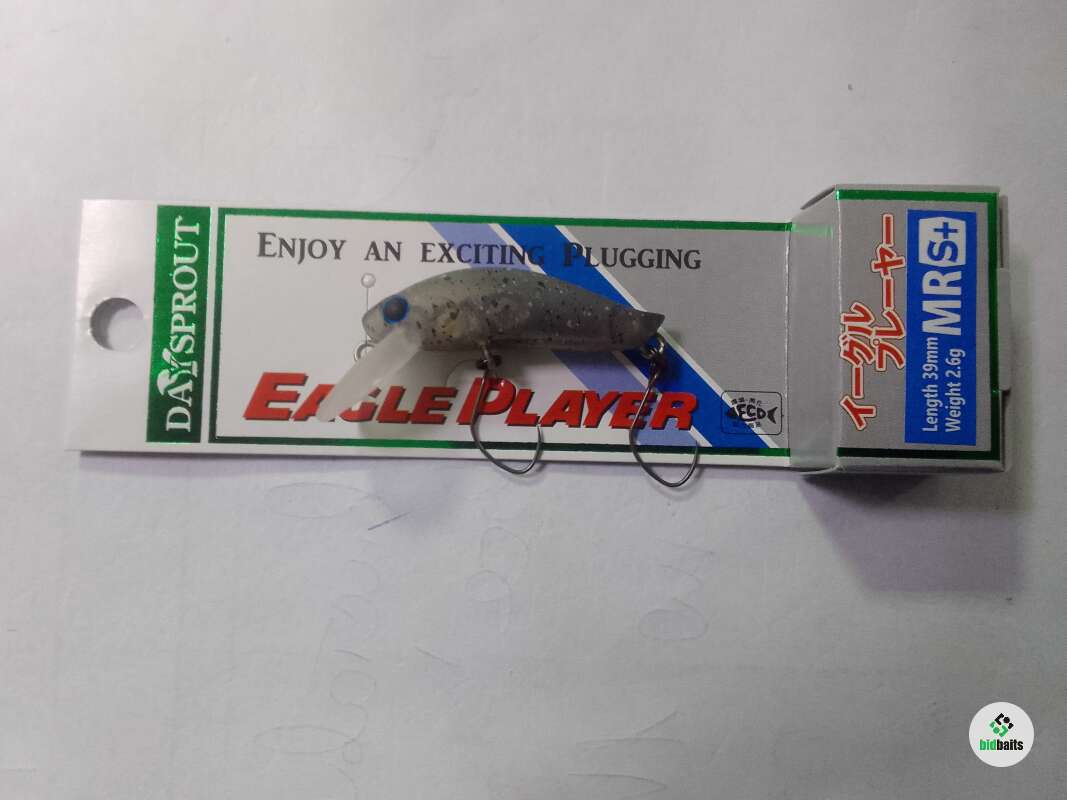 DAYSPROUT
ENJOY AN EXCITING PLUGGING
EAGLE PLAYER
FCD
イーグル
プレーヤー
MR S+
Length 39mm
Weight 2.6g
bidbaits